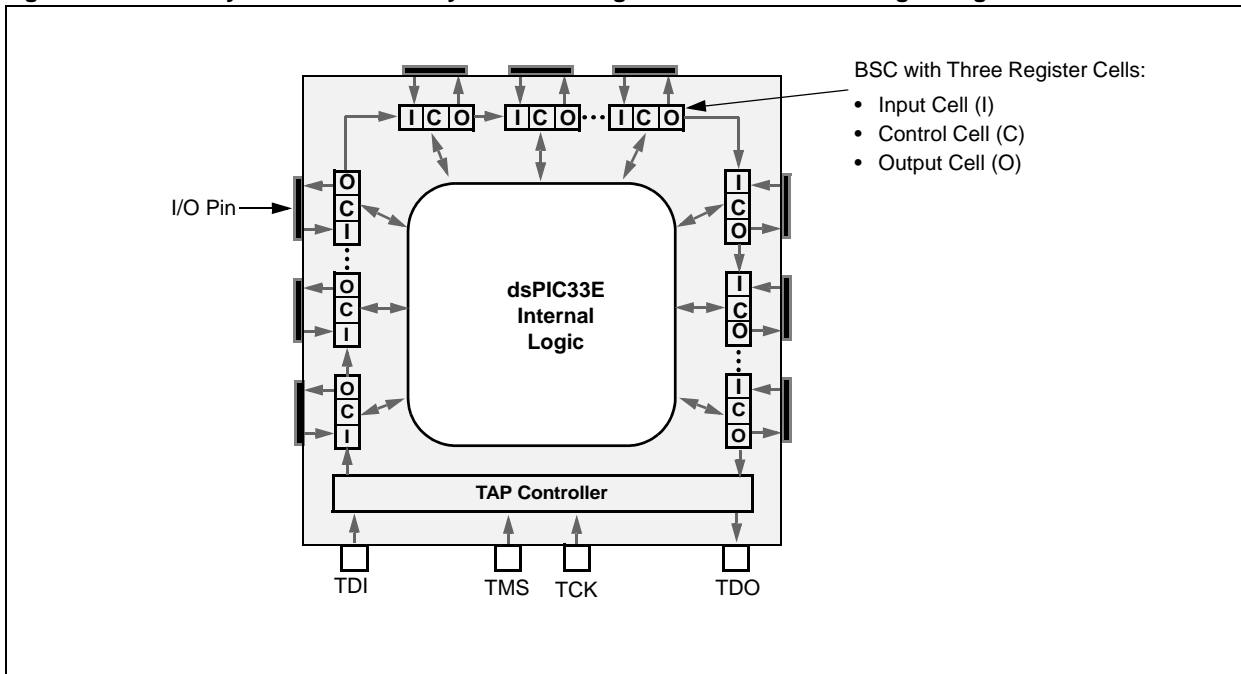 BSC with Three Register Cells:
• Input Cell (I)
• Control Cell (C)
• Output Cell (O)
I C O I C O I C O
I/O Pin
O
C
I
O
C
I
O
C
I
I
C
O
I
C
O
I
C
O
dsPIC33E
Internal
Logic
TAP Controller
TDI TMS TCK TDO